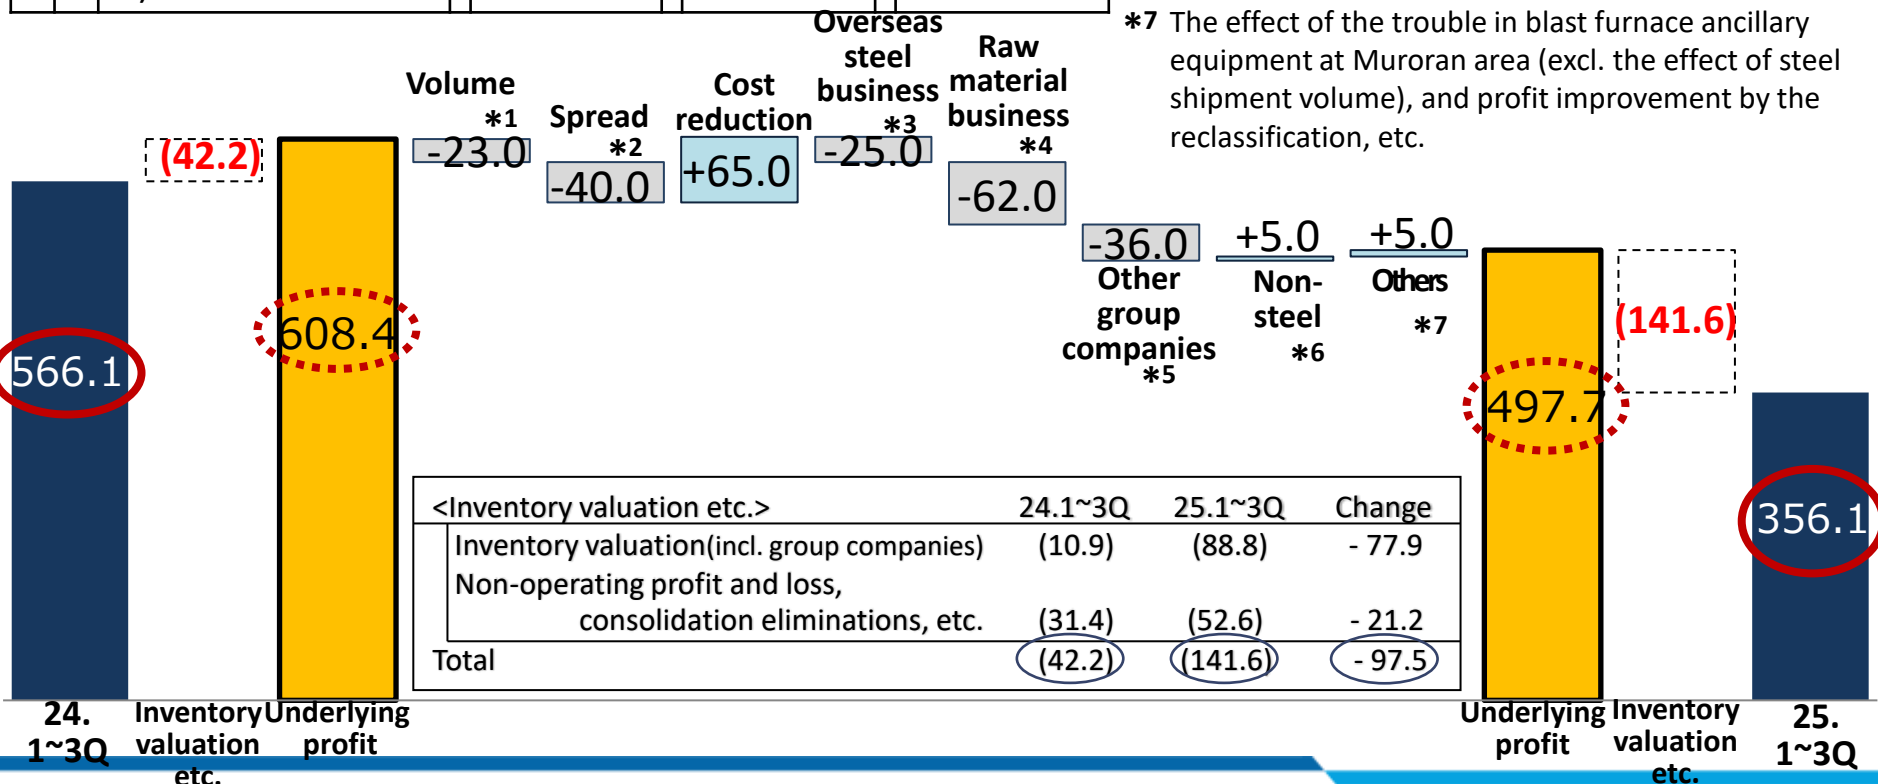 *7 The effect of the trouble in blast furnace ancillary
equipment at Muroran area (excl. the effect of steel
shipment volume), and profit improvement by the
reclassification, etc.
(42.2)
Volume
*1
-23.0
Spread
*2
-40.0
Cost
reduction
+65.0
Overseas
steel
business
*3
-25.0
Raw
material
business
*4
-62.0
-36.0
Other
group
companies
*5
+5.0
Non-
steel
*6
+5.0
Others
*7
(141.6)
566.1
608.4
497.7
356.1
<Inventory valuation etc.> 24.1~3Q 25.1~3Q Change
Inventory valuation(incl. group companies) (10.9) (88.8) - 77.9
Non-operating profit and loss,
consolidation eliminations, etc. (31.4) (52.6) - 21.2
Total (42.2) (141.6) - 97.5
24.
1~3Q
Inventory
valuation
etc.
Underlying
profit
Underlying
profit
Inventory
valuation
etc.
25.
1~3Q